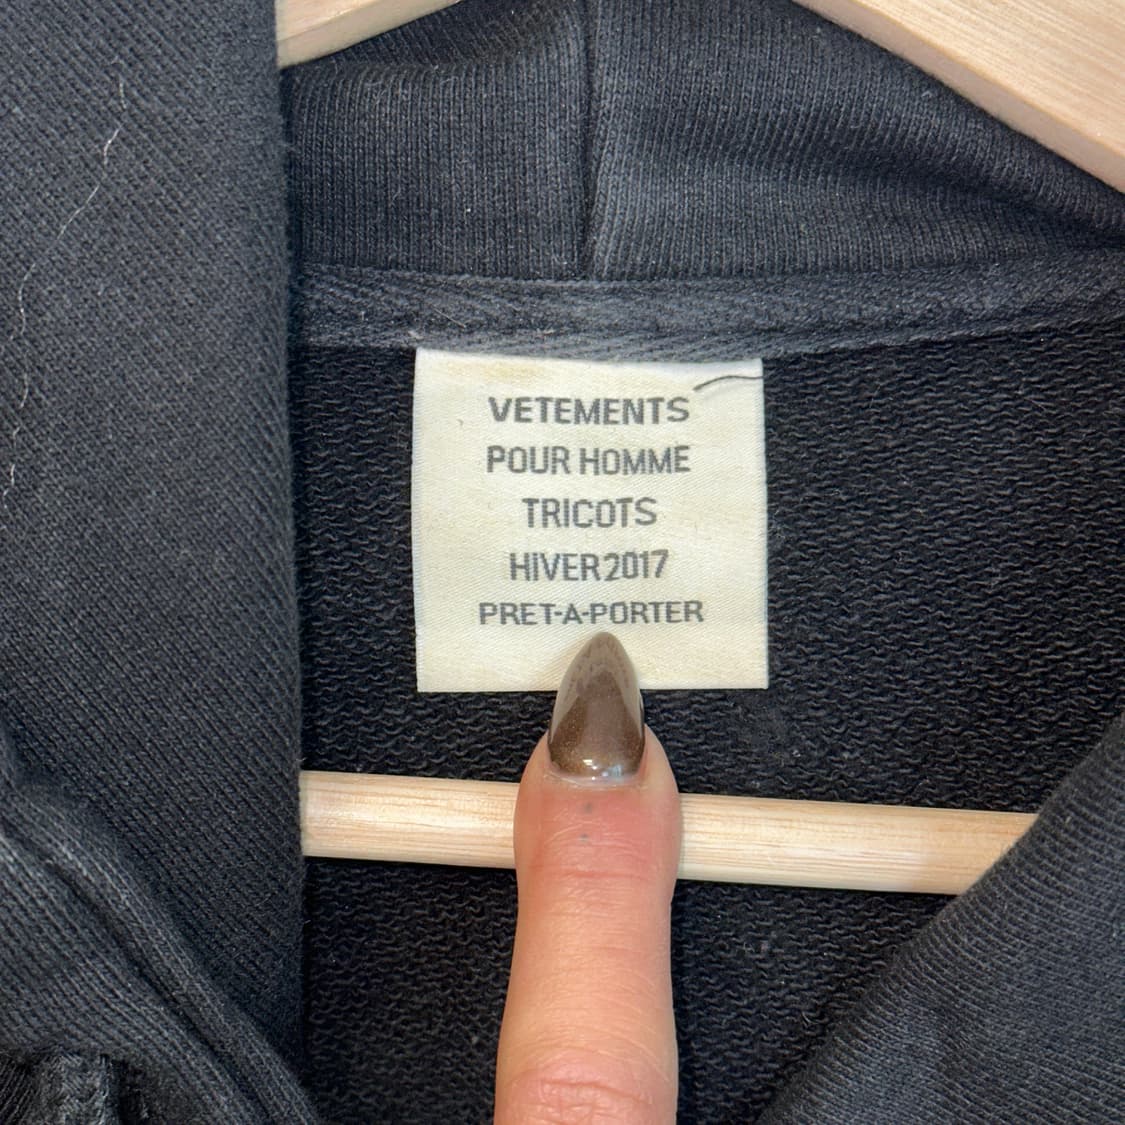 VETEMENTS
POUR HOMME
TRICOTS
HIVER 2017
PRET-A-PORTER